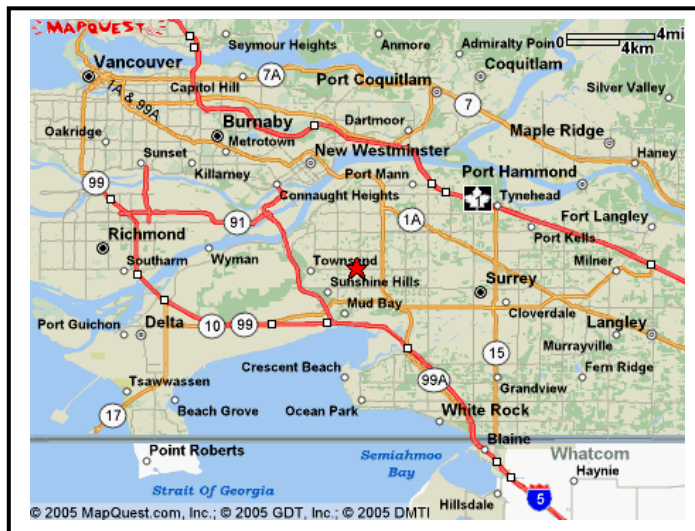 MAPQUEST
4mi
4km
Seymour Heights
Anmore
Admiralty Poin
Vancouver
7A
Port Coquitlam
Coquitlam
Capitol Hill
1A & 99A
7
Silver Valley
Burnaby
Dartmoor
Oakridge
Metrotown
Maple Ridge
Sunset
New Westminster
Haney
99
Killarney
Port Mann
Port Hammond
Connaught Heights
1
Tynehead
91
1A
Fort Langley
Richmond
Wyman
Port Kells
Southarm
Townsend
Milner
Sunshine Hills
Surrey
Mud Bay
Cloverdale
Port Guichon
Delta
10
99
Langley
Murrayville
15
Crescent Beach
Fern Ridge
Tsawwassen
99A
Grandview
Beach Grove
Ocean Park
17
White Rock
Blaine
Point Roberts
Semiahmoo
Bay
Whatcom
Haynie
Strait Of Georgia
Hillsdale
5
© 2005 MapQuest.com, Inc.; © 2005 GDT, Inc.; © 2005 DMTI